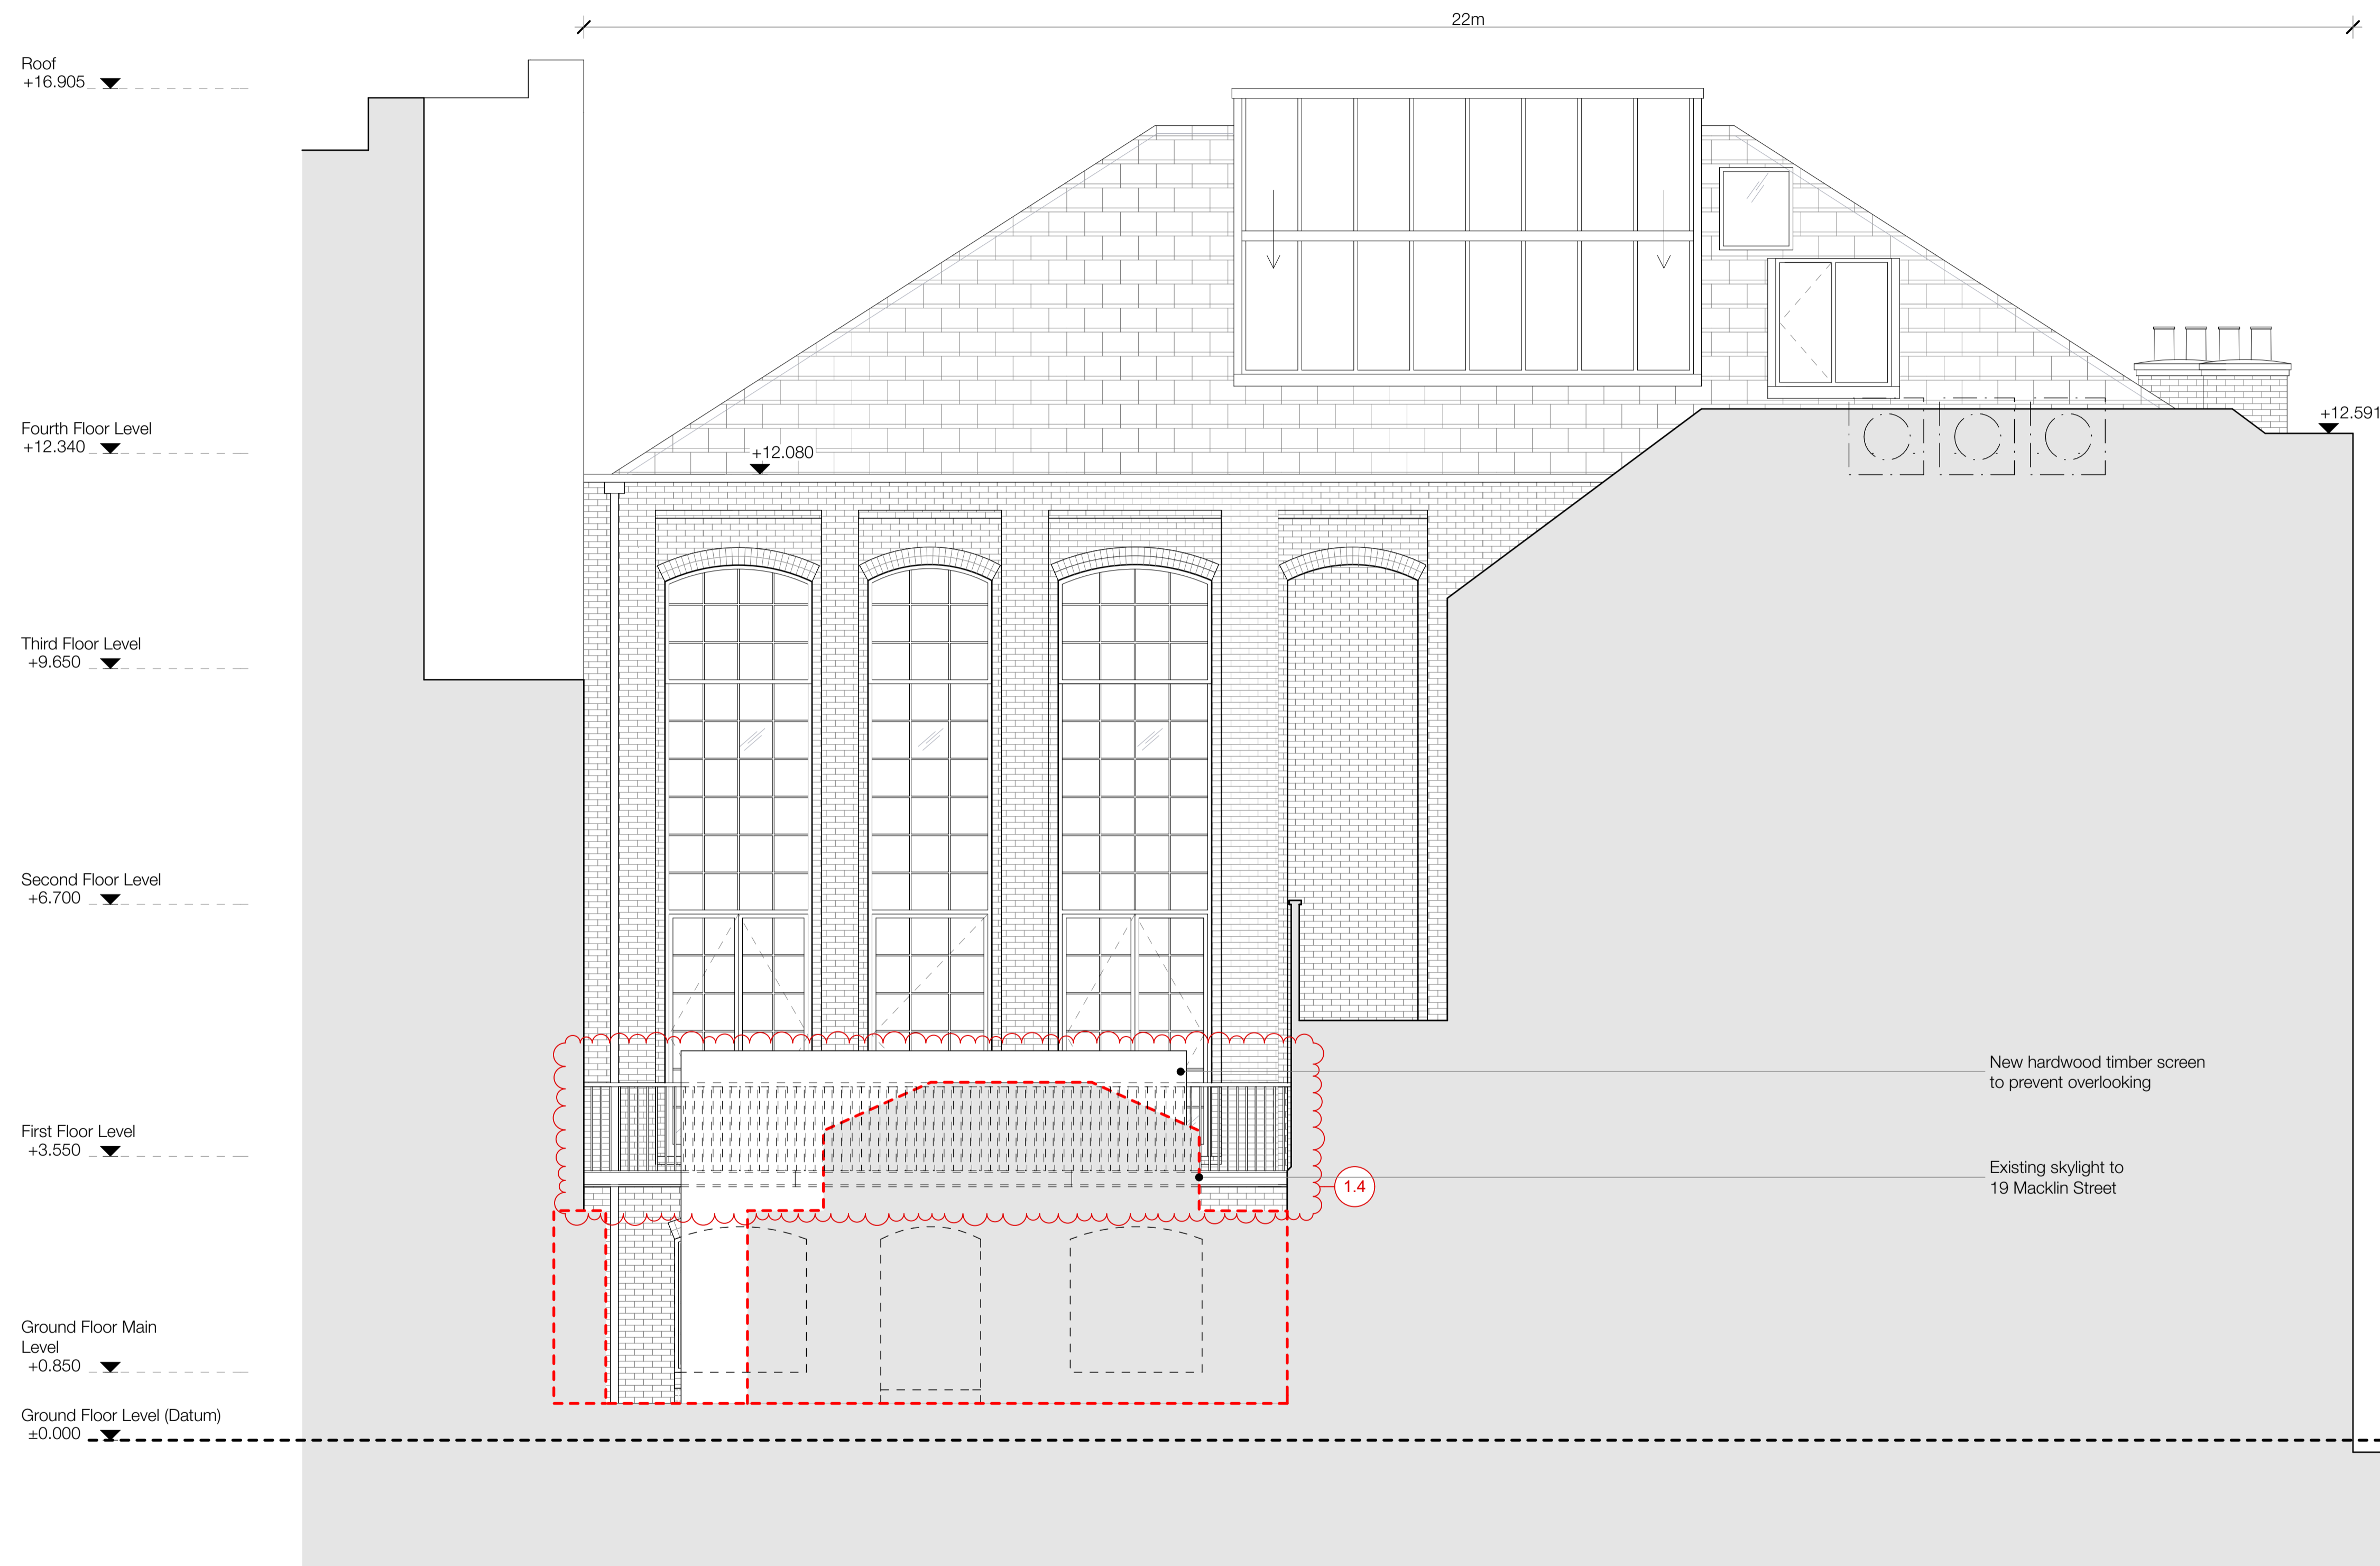 22m
Roof
+16.905
Fourth Floor Level
+12.340
+12.080
+12.591
Third Floor Level
+9.650
Second Floor Level
+6.700
New hardwood timber screen
to prevent overlooking
First Floor Level
+3.550
Existing skylight to
19 Macklin Street
1.4
Ground Floor Main
Level
+0.850
Ground Floor Level (Datum)
±0.000